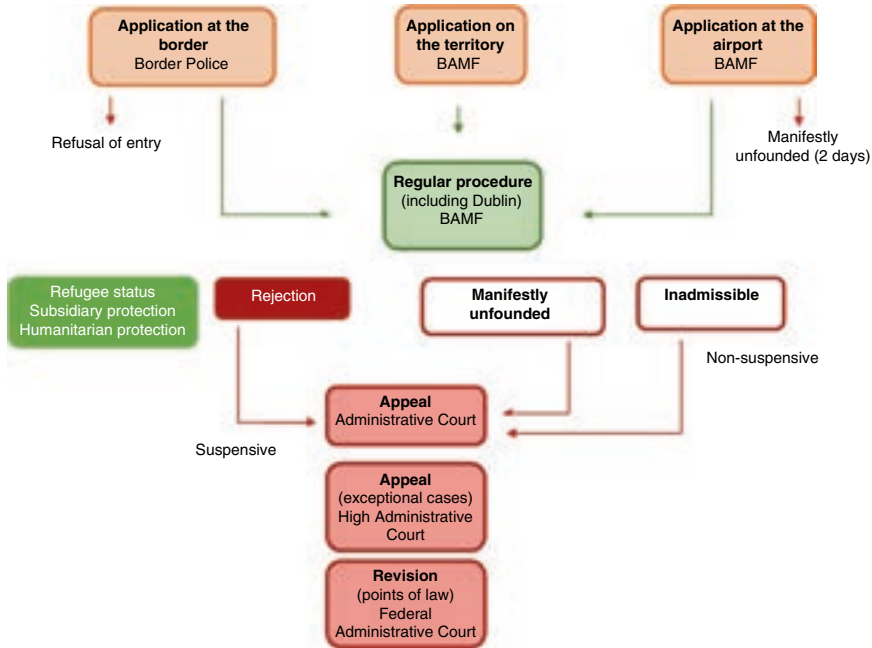 Application at the
border
Border Police
Application on
the territory
BAMF
Application at the
airport
BAMF
Refusal of entry
Manifestly
unfounded (2 days)
Regular procedure
(including Dublin)
BAMF
Refugee status
Subsidiary protection
Humanitarian protection
Rejection
Manifestly
unfounded
Inadmissible
Non-suspensive
Appeal
Administrative Court
Suspensive
Appeal
(exceptional cases)
High Administrative
Court
Revision
(points of law)
Federal
Administrative Court